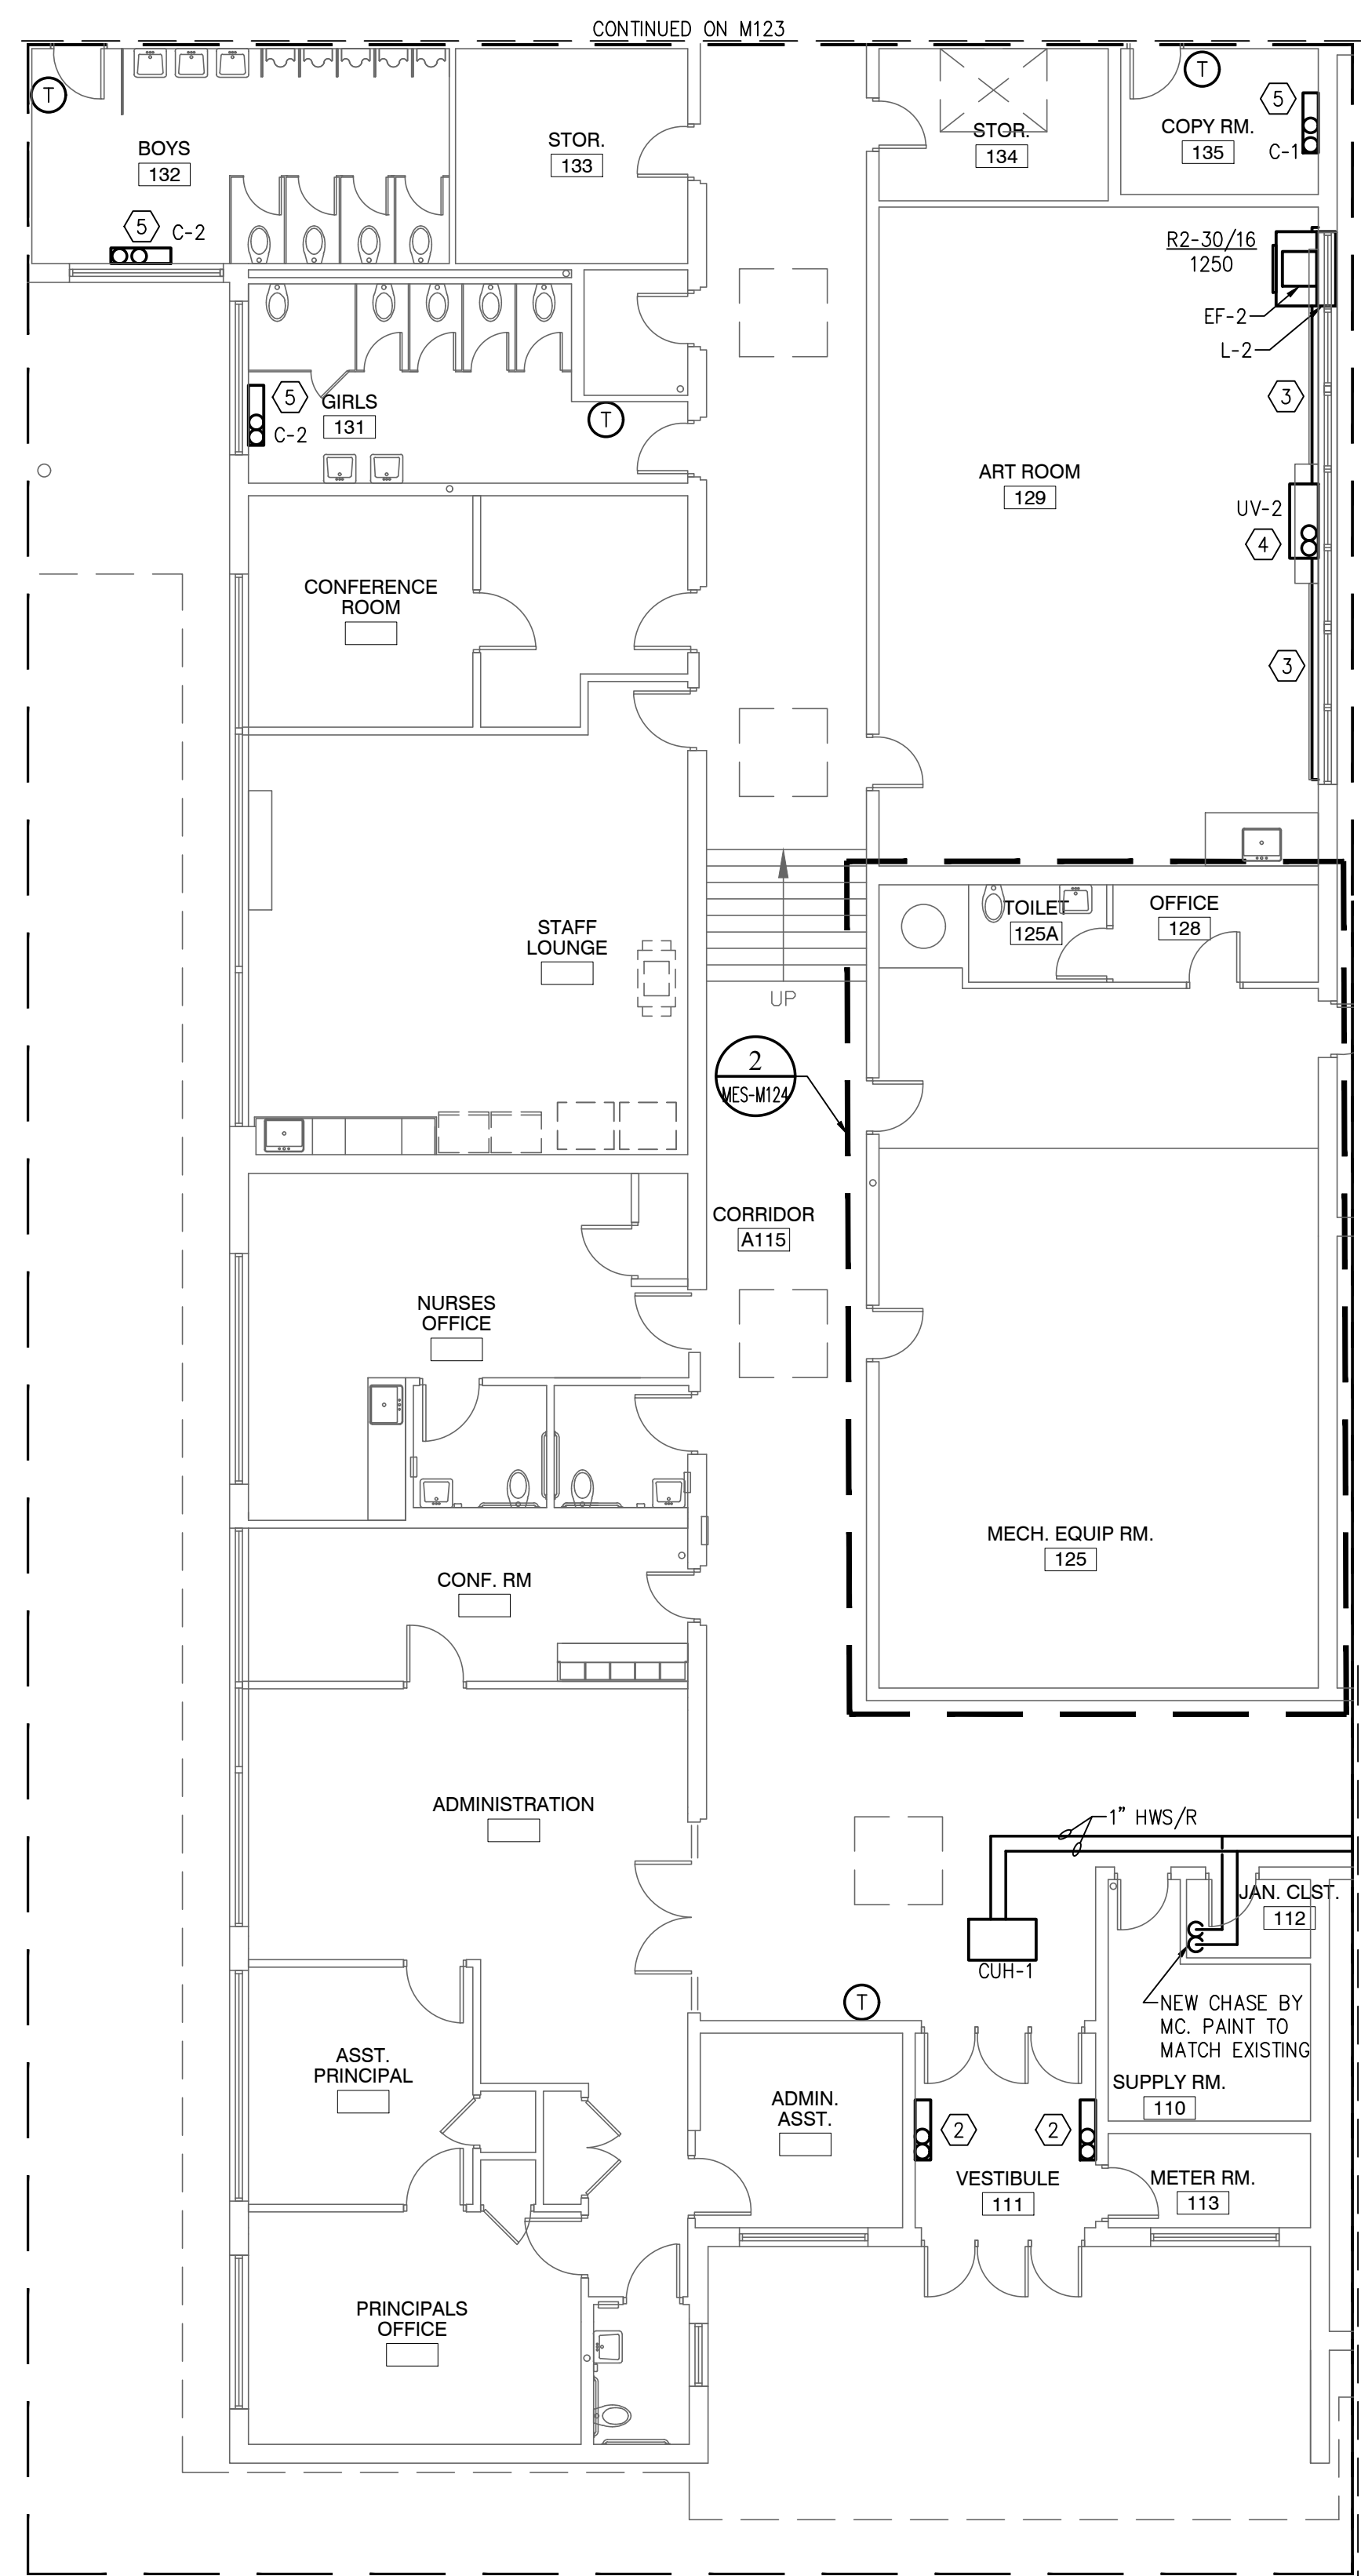 CONTINUED ON M123
T
T
5
COPY RM.
135
C-1
STOR.
134
STOR.
133
BOYS
132
5
C-2
R2-30/16
1250
EF-2
L-2
5
GIRLS
131
C-2
T
3
ART ROOM
129
UV-2
4
CONFERENCE
ROOM
3
TOILET
125A
OFFICE
128
STAFF
LOUNGE
UP
2
MES-M124
CORRIDOR
A115
NURSES
OFFICE
MECH. EQUIP RM.
125
CONF. RM
ADMINISTRATION
1" HWS/R
JAN. CLST.
112
CUH-1
T
NEW CHASE BY
MC. PAINT TO
MATCH EXISTING
ASST.
PRINCIPAL
SUPPLY RM.
110
ADMIN.
ASST.
2
2
VESTIBULE
111
METER RM.
113
PRINCIPALS
OFFICE